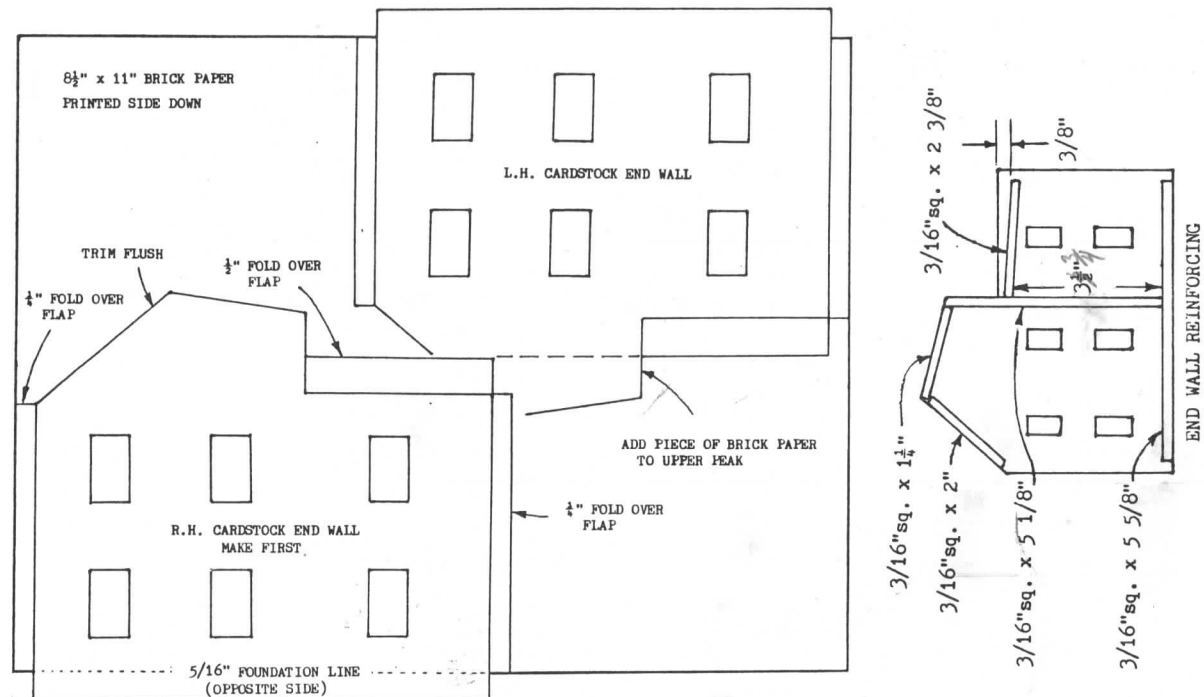 8½" x 11" BRICK PAPER
PRINTED SIDE DOWN
L.H. CARDSTOCK END WALL
TRIM FLUSH
¼" FOLD OVER
FLAP
½" FOLD OVER
FLAP
ADD PIECE OF BRICK PAPER
TO UPPER PEAK
¼" FOLD OVER
FLAP
R.H. CARDSTOCK END WALL
MAKE FIRST
5/16" FOUNDATION LINE
(OPPOSITE SIDE)
3/16"sq. x 2 3/8"
3/8"
3½"
3/4
3/16"sq. x 1¼"
3/16"sq. x 2"
3/16"sq. x 5 1/8"
3/16"sq. x 5 5/8"
END WALL REINFORCING